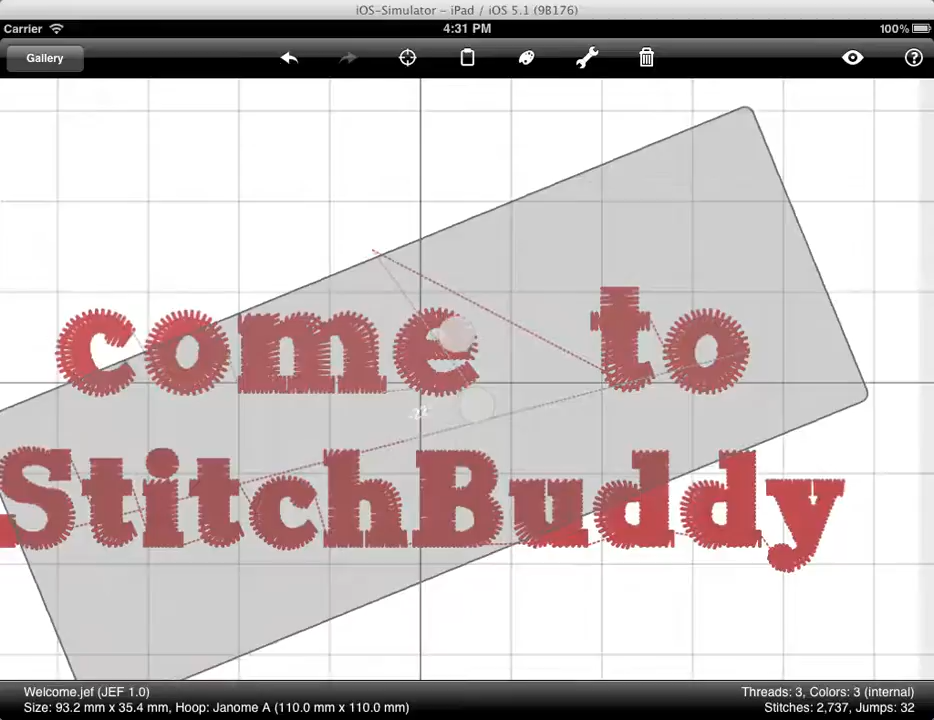 iOS-Simulator – iPad / iOS 5.1 (9B176)
Carrier 4:31 PM 100%
Gallery
come to
StitchBuddy
Welcome.jef (JEF 1.0)
Size: 93.2 mm x 35.4 mm, Hoop: Janome A (110.0 mm x 110.0 mm)
Threads: 3, Colors: 3 (internal)
Stitches: 2,737, Jumps: 32